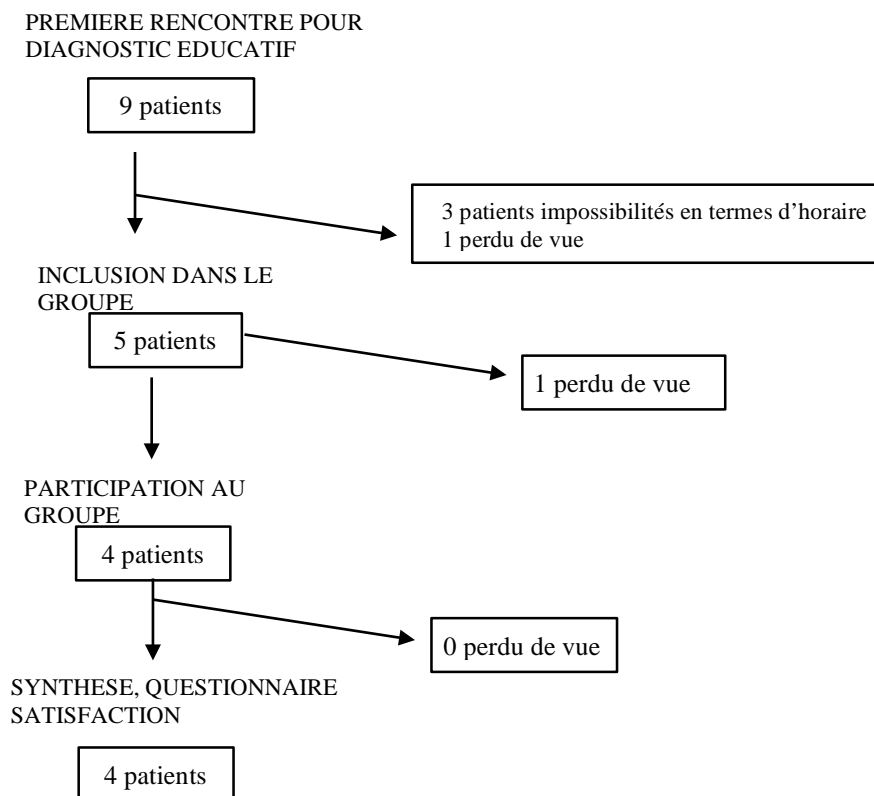 PREMIERE RENCONTRE POUR
DIAGNOSTIC EDUCATIF
9 patients
3 patients impossibilités en termes d’horaire
1 perdu de vue
INCLUSION DANS LE
GROUPE
5 patients
1 perdu de vue
PARTICIPATION AU
GROUPE
4 patients
0 perdu de vue
SYNTHESE, QUESTIONNAIRE
SATISFACTION
4 patients